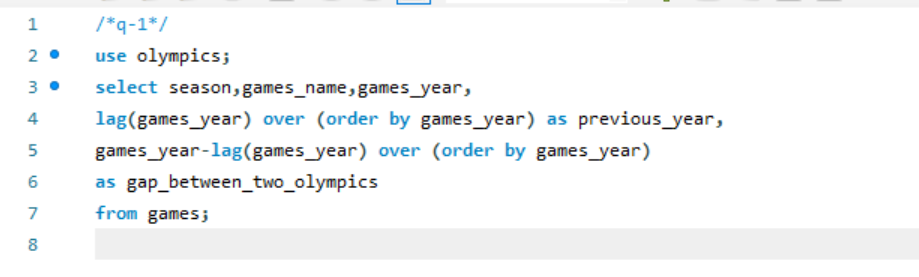 1 /*q-1*/
2 use olympics;
3 select season,games_name,games_year,
4 lag(games_year) over (order by games_year) as previous_year,
5 games_year-lag(games_year) over (order by games_year)
6 as gap_between_two_olympics
7 from games;
8